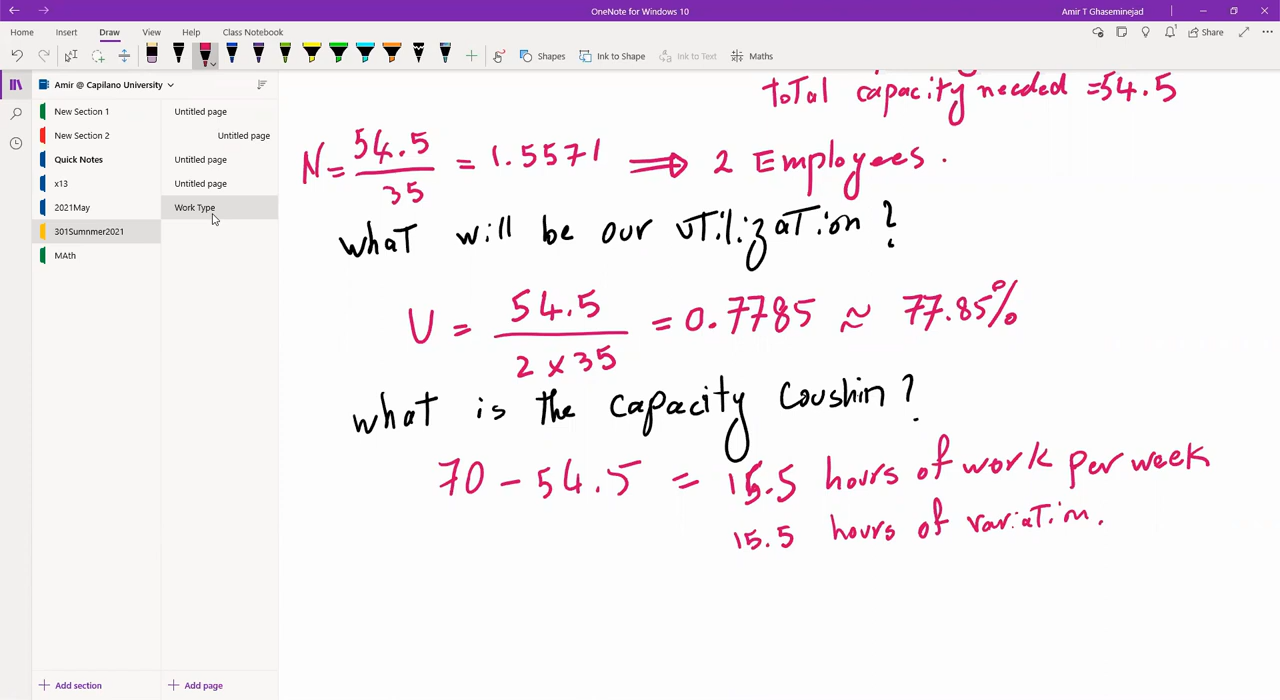 OneNote for Windows 10
Amir T Ghaseminejad
Home Insert Draw View Help Class Notebook
Share
Shapes Ink to Shape Ink to Text Maths
Amir @ Capilano University
New Section 1
New Section 2
Quick Notes
x13
2021May
301Sumnmer2021
MAth
Untitled page
Untitled page
Untitled page
Untitled page
Work Type
Add section
Add page
toTal capacity needed =54.5
N= 54.5 / 35 = 1.5571 ⟹ 2 Employees.
what will be our utilization?
U = 54.5 / 2 x 35 = 0.7785 ≈ 77.85%
what is the capacity coushin?
70 - 54.5 = 15.5 hours of work per week
15.5 hours of variation.